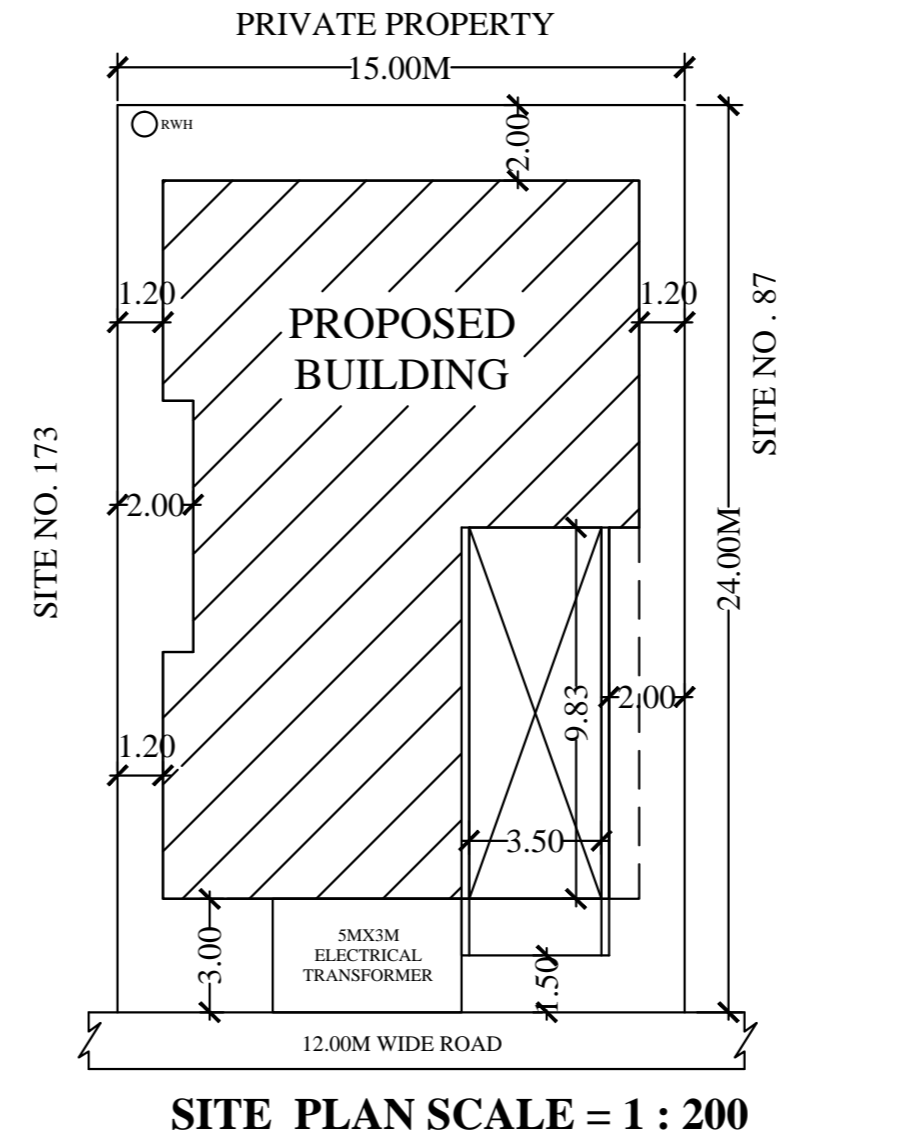 PRIVATE PROPERTY
15.00M
RWH
2.00
1.20
1.20
PROPOSED
BUILDING
SITE NO . 87
SITE NO. 173
2.00
24.00M
9.83
2.00
1.20
3.50
3.00
5MX3M
ELECTRICAL
TRANSFORMER
1.50
12.00M WIDE ROAD
SITE PLAN SCALE = 1 : 200